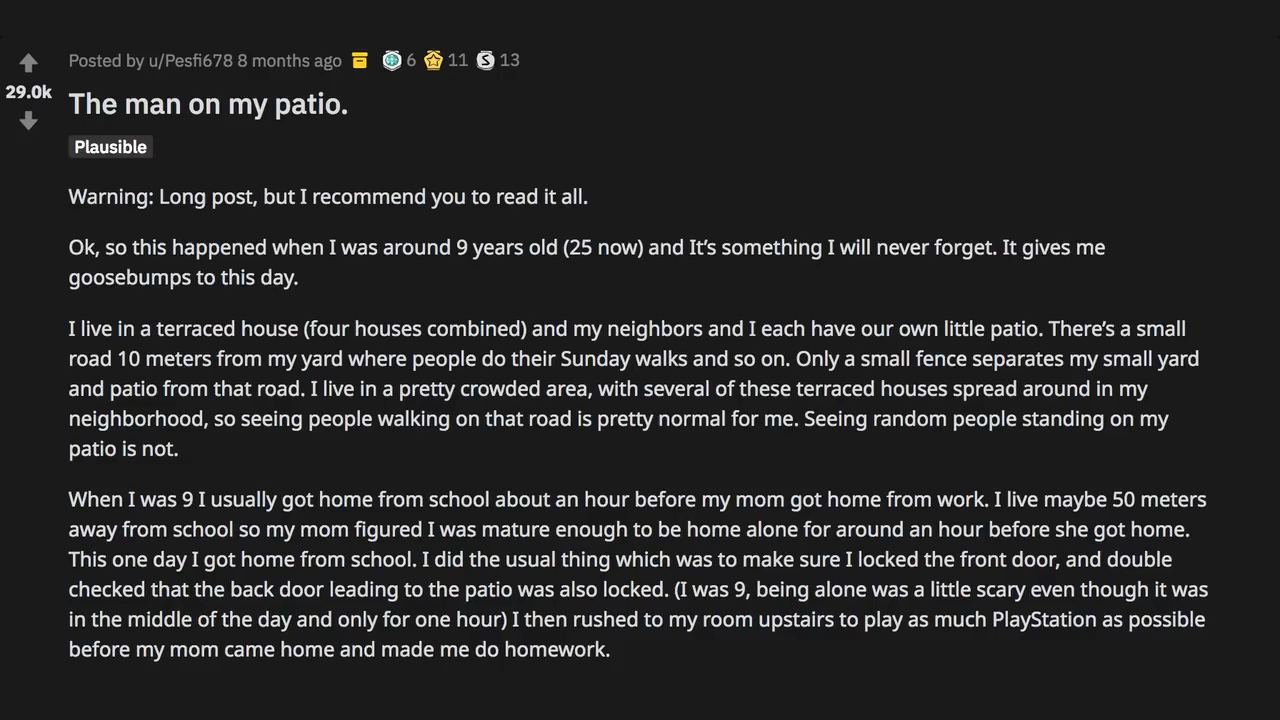 Posted by u/Pesfi678 8 months ago 6 11 13
29.0k
The man on my patio.
Plausible
Warning: Long post, but I recommend you to read it all.
Ok, so this happened when I was around 9 years old (25 now) and It’s something I will never forget. It gives me
goosebumps to this day.
I live in a terraced house (four houses combined) and my neighbors and I each have our own little patio. There’s a small
road 10 meters from my yard where people do their Sunday walks and so on. Only a small fence separates my small yard
and patio from that road. I live in a pretty crowded area, with several of these terraced houses spread around in my
neighborhood, so seeing people walking on that road is pretty normal for me. Seeing random people standing on my
patio is not.
When I was 9 I usually got home from school about an hour before my mom got home from work. I live maybe 50 meters
away from school so my mom figured I was mature enough to be home alone for around an hour before she got home.
This one day I got home from school. I did the usual thing which was to make sure I locked the front door, and double
checked that the back door leading to the patio was also locked. (I was 9, being alone was a little scary even though it was
in the middle of the day and only for one hour) I then rushed to my room upstairs to play as much PlayStation as possible
before my mom came home and made me do homework.